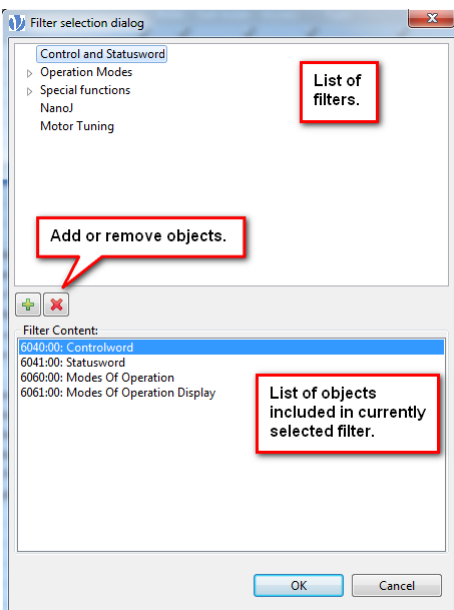 Filter selection dialog
Control and Statusword
Operation Modes
Special functions
NanoJ
Motor Tuning
List of
filters.
Add or remove objects.
Filter Content:
6040:00: Controlword
6041:00: Statusword
6060:00: Modes Of Operation
6061:00: Modes Of Operation Display
List of objects
included in currently
selected filter.
OK
Cancel